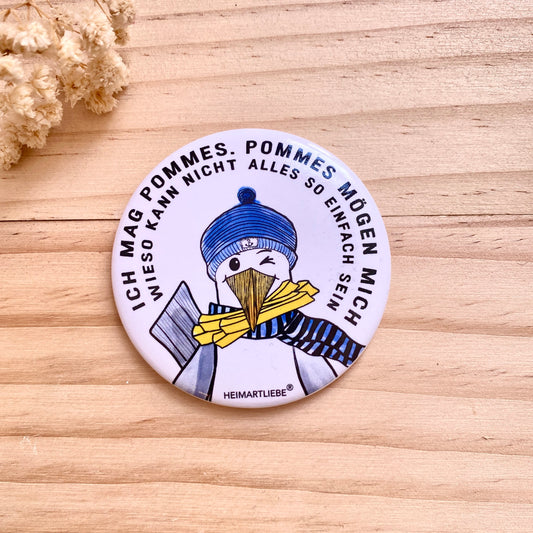 ICH MAG POMMES. POMMES MÖGEN MICH
WIESO KANN NICHT ALLES SO EINFACH SEIN
HEIMARTLIEBE®